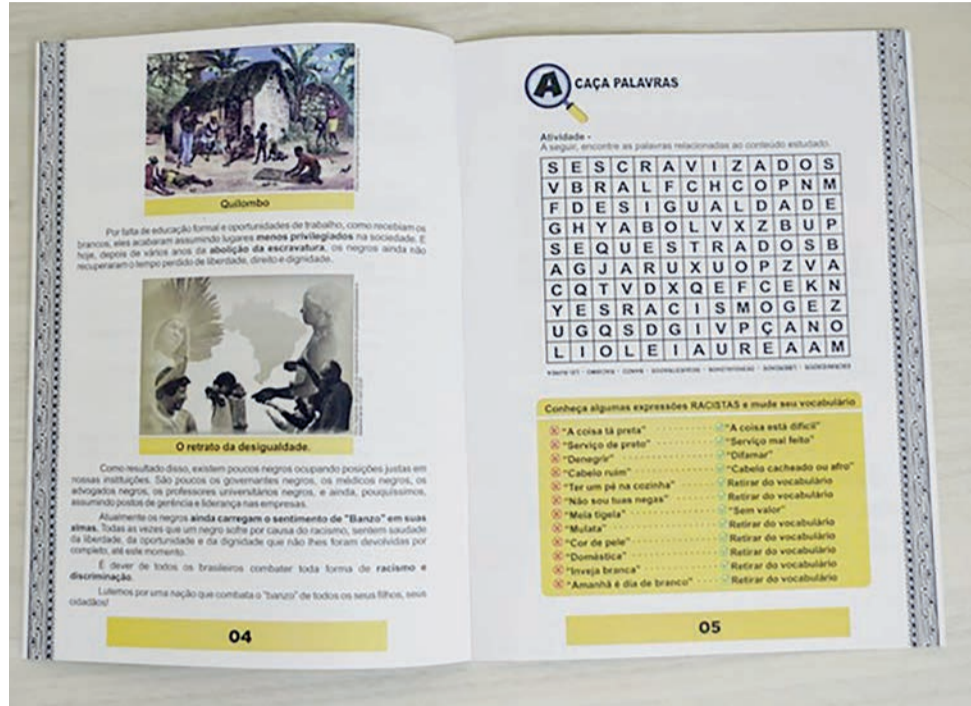 Quilombo
Por falta de educação formal e oportunidades de trabalho, como recebiam os
brancos, eles acabaram assumindo lugares menos privilegiados na sociedade. E
hoje, depois de vários anos da abolição da escravatura, os negros ainda não
recuperaram o tempo perdido de liberdade, direito e dignidade.
O retrato da desigualdade.
Como resultado disso, existem poucos negros ocupando posições justas em
nossas instituições. São poucos os governantes negros, os médicos negros, os
advogados negros, os professores universitários negros, e ainda, pouquíssimos,
assumindo postos de gerência e liderança nas empresas.
Atualmente os negros ainda carregam o sentimento de "Banzo" em suas
almas. Todas as vezes que um negro sofre por causa do racismo, sentem saudade
da liberdade, da oportunidade e da dignidade que não lhes foram devolvidas por
completo, até este momento.
É dever de todos os brasileiros combater toda forma de racismo e
discriminação.
Lutemos por uma nação que combata o "banzo" de todos os seus filhos, seus
cidadãos!
04
A CAÇA PALAVRAS
Atividade -
A seguir, encontre as palavras relacionadas ao conteúdo estudado.
S E S C R A V I Z A D O S
V B R A L F C H C O P N M
F D E S I G U A L D A D E
G H Y A B O L V X Z B U P
S E Q U E S T R A D O S B
A G J A R U X U O P Z V A
C Q T V D X Q E F C E K N
Y E S R A C I S M O G E Z
U G Q S D G I V P Ç A N O
L I O L E I A U R E A A M
Conheça algumas expressões RACISTAS e mude seu vocabulário
"A coisa tá preta" "A coisa está difícil"
"Serviço de preto" "Serviço mal feito"
"Denegrir" "Difamar"
"Cabelo ruim" "Cabelo cacheado ou afro"
"Ter um pé na cozinha" Retirar do vocabulário
"Não sou tuas negas" Retirar do vocabulário
"Meia tigela" "Sem valor"
"Mulata" Retirar do vocabulário
"Cor de pele" Retirar do vocabulário
"Doméstica" Retirar do vocabulário
"Inveja branca" Retirar do vocabulário
"Amanhã é dia de branco" Retirar do vocabulário
05